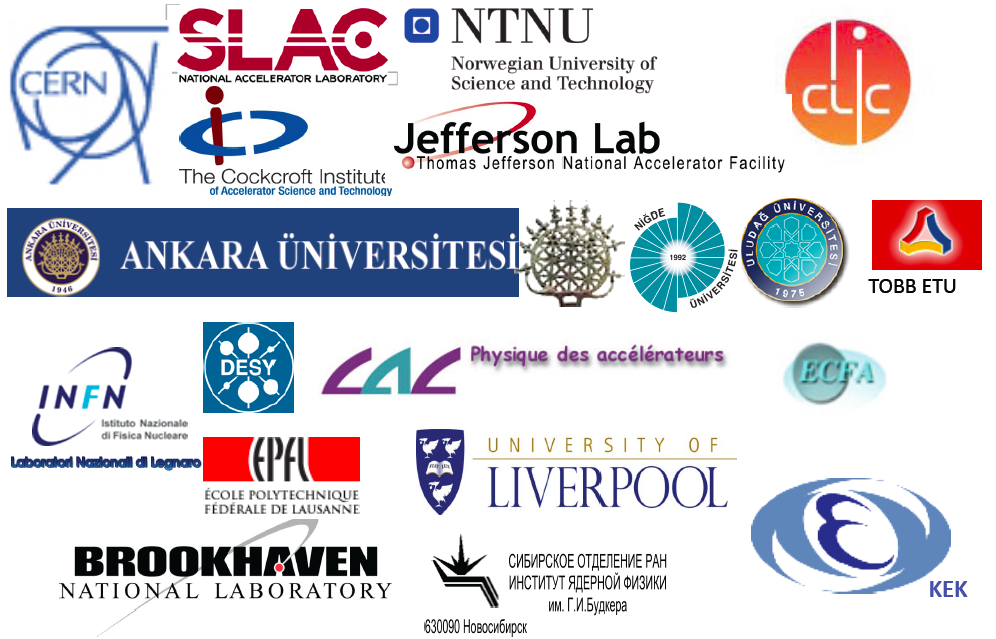 CERN
SLAC
NATIONAL ACCELERATOR LABORATORY
NTNU
Norwegian University of
Science and Technology
clic
The Cockcroft Institute
of Accelerator Science and Technology
Jefferson Lab
Thomas Jefferson National Accelerator Facility
ANKARA ÜNİVERSİTESİ
1946
ANKARA ÜNİVERSİTESİ
NİĞDE
1992
ÜNİVERSİTESİ
ULUDAĞ ÜNİVERSİTESİ
1975
TOBB ETU
INFN
Istituto Nazionale
di Fisica Nucleare
Laboratori Nazionali di Legnaro
DESY
LAL
Physique des accélérateurs
ECFA
EPFL
ÉCOLE POLYTECHNIQUE
FÉDÉRALE DE LAUSANNE
UNIVERSITY OF
LIVERPOOL
BROOKHAVEN
NATIONAL LABORATORY
СИБИРСКОЕ ОТДЕЛЕНИЕ РАН
ИНСТИТУТ ЯДЕРНОЙ ФИЗИКИ
им. Г.И.Будкера
630090 Новосибирск
KEK